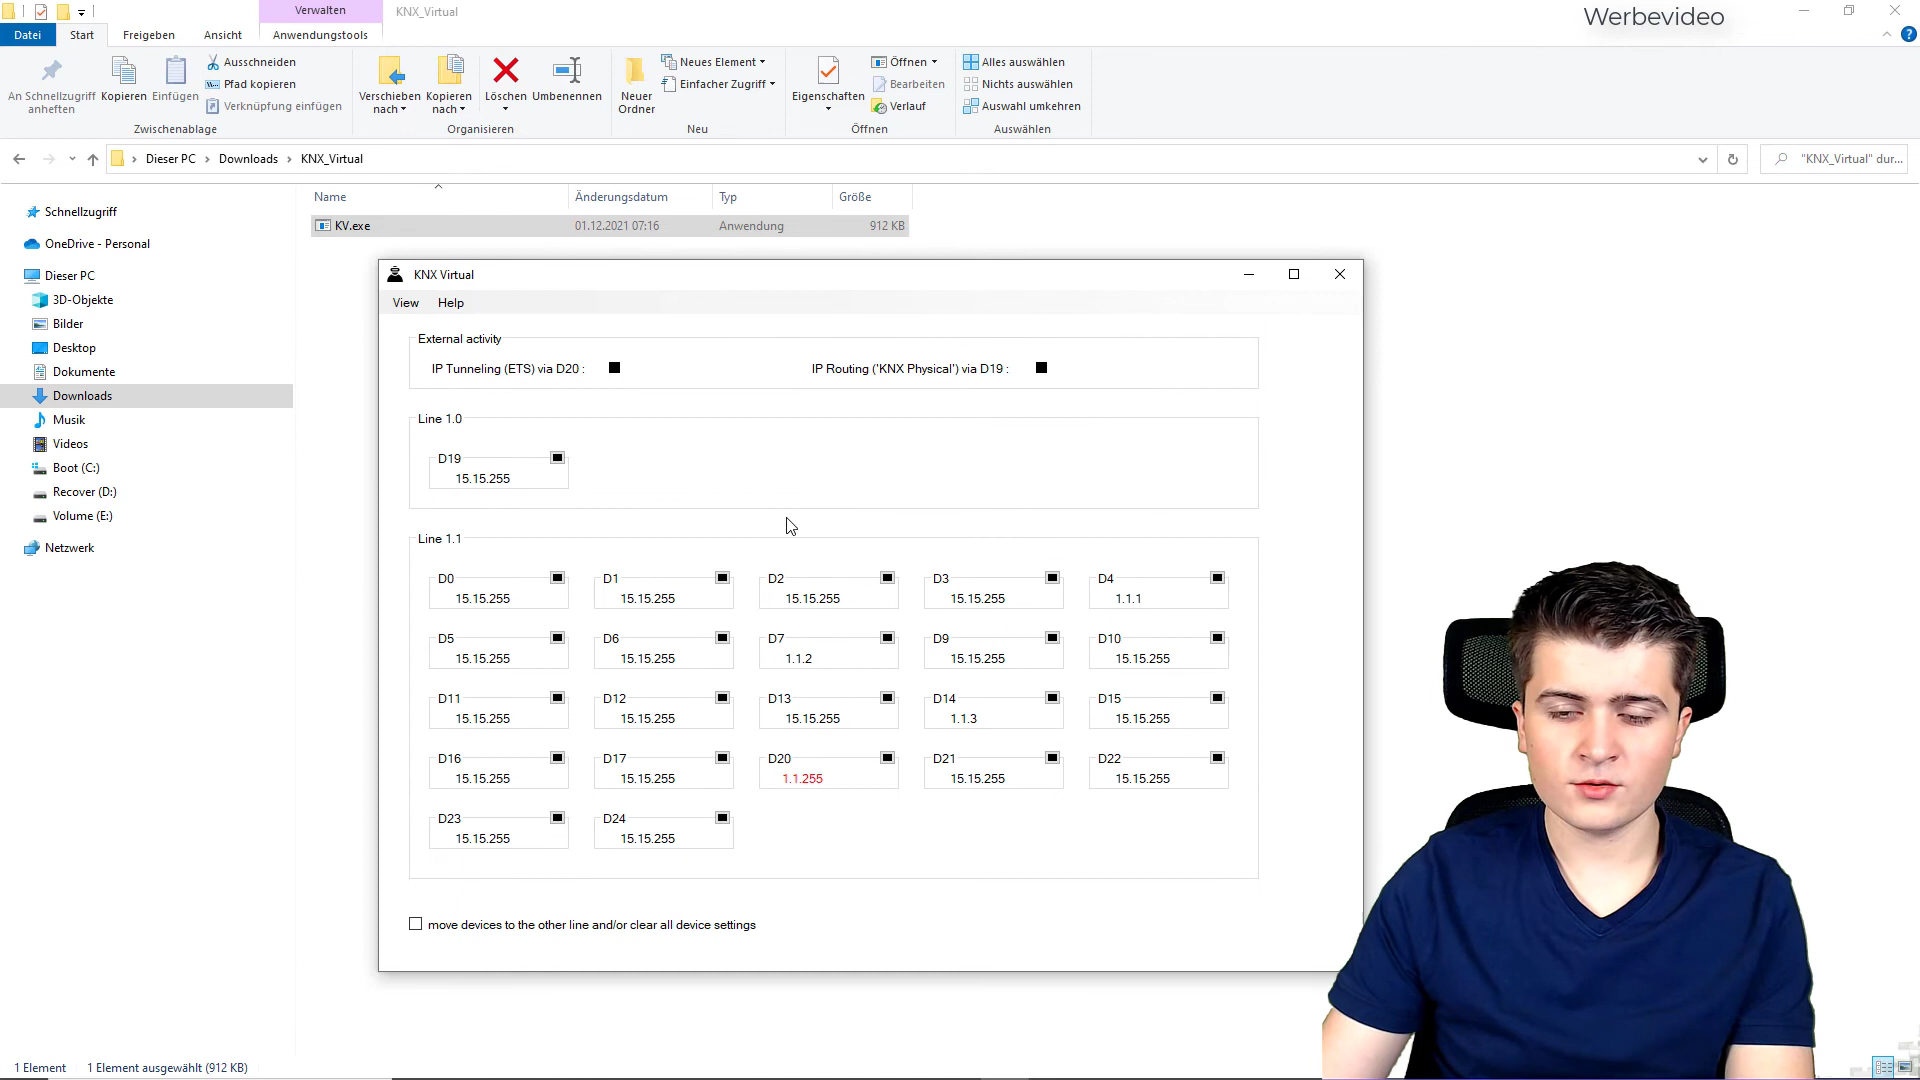 Verwalten
KNX_Virtual
Werbevideo
Datei
Start
Freigeben
Ansicht
Anwendungstools
An Schnellzugriff
anheften
Kopieren
Einfügen
Ausschneiden
Pfad kopieren
Verknüpfung einfügen
Zwischenablage
Verschieben
nach
Kopieren
nach
Löschen
Umbenennen
Organisieren
Neuer
Ordner
Neues Element
Einfacher Zugriff
Neu
Eigenschaften
Öffnen
Bearbeiten
Verlauf
Öffnen
Alles auswählen
Nichts auswählen
Auswahl umkehren
Auswählen
Dieser PC
Downloads
KNX_Virtual
"KNX_Virtual" dur...
Name
Änderungsdatum
Typ
Größe
KV.exe
01.12.2021 07:16
Anwendung
912 KB
Schnellzugriff
OneDrive - Personal
Dieser PC
3D-Objekte
Bilder
Desktop
Dokumente
Downloads
Musik
Videos
Boot (C:)
Recover (D:)
Volume (E:)
Netzwerk
KNX Virtual
View
Help
External activity
IP Tunneling (ETS) via D20 :
IP Routing ('KNX Physical') via D19 :
Line 1.0
D19
15.15.255
Line 1.1
D0
15.15.255
D1
15.15.255
D2
15.15.255
D3
15.15.255
D4
1.1.1
D5
15.15.255
D6
15.15.255
D7
1.1.2
D9
15.15.255
D10
15.15.255
D11
15.15.255
D12
15.15.255
D13
15.15.255
D14
1.1.3
D15
15.15.255
D16
15.15.255
D17
15.15.255
D20
1.1.255
D21
15.15.255
D22
15.15.255
D23
15.15.255
D24
15.15.255
move devices to the other line and/or clear all device settings
1 Element
1 Element ausgewählt (912 KB)